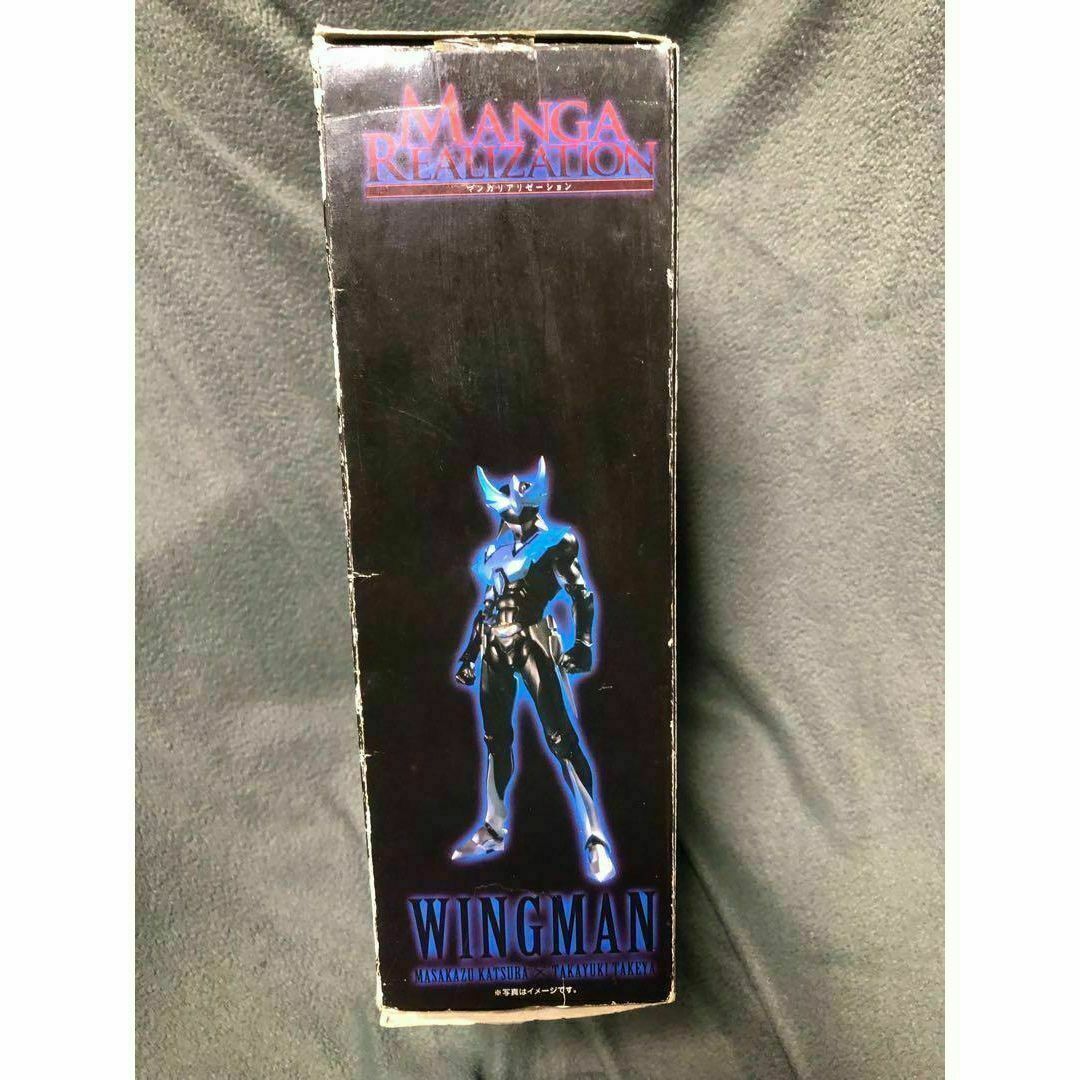 MANGA
REALIZATION
マンガリアリゼーション
WINGMAN
MASAKAZU KATSURA × TAKAYUKI TAKEYA
※写真はイメージです。